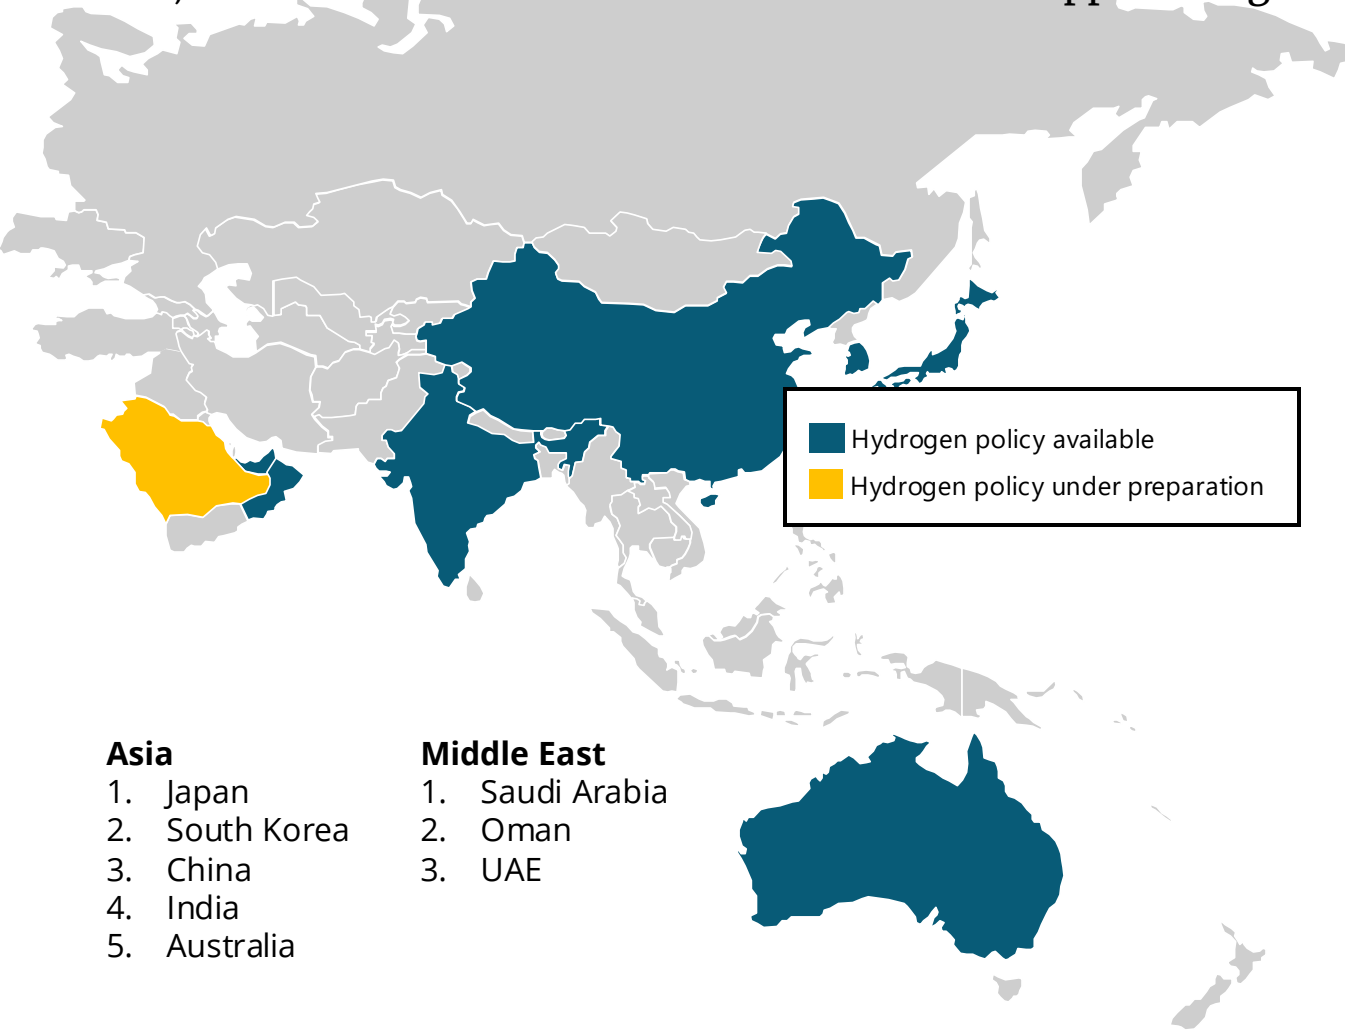 Hydrogen policy available
Hydrogen policy under preparation
Asia
1. Japan
2. South Korea
3. China
4. India
5. Australia
Middle East
1. Saudi Arabia
2. Oman
3. UAE